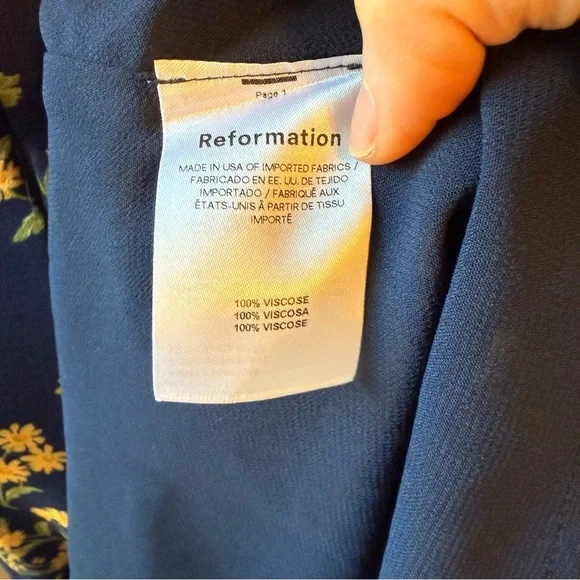 Page 1
Reformation
MADE IN USA OF IMPORTED FABRICS /
FABRICADO EN EE. UU. DE TEJIDO
IMPORTADO / FABRIQUÉ AUX
ÉTATS-UNIS À PARTIR DE TISSU
IMPORTÉ
100% VISCOSE
100% VISCOSA
100% VISCOSE